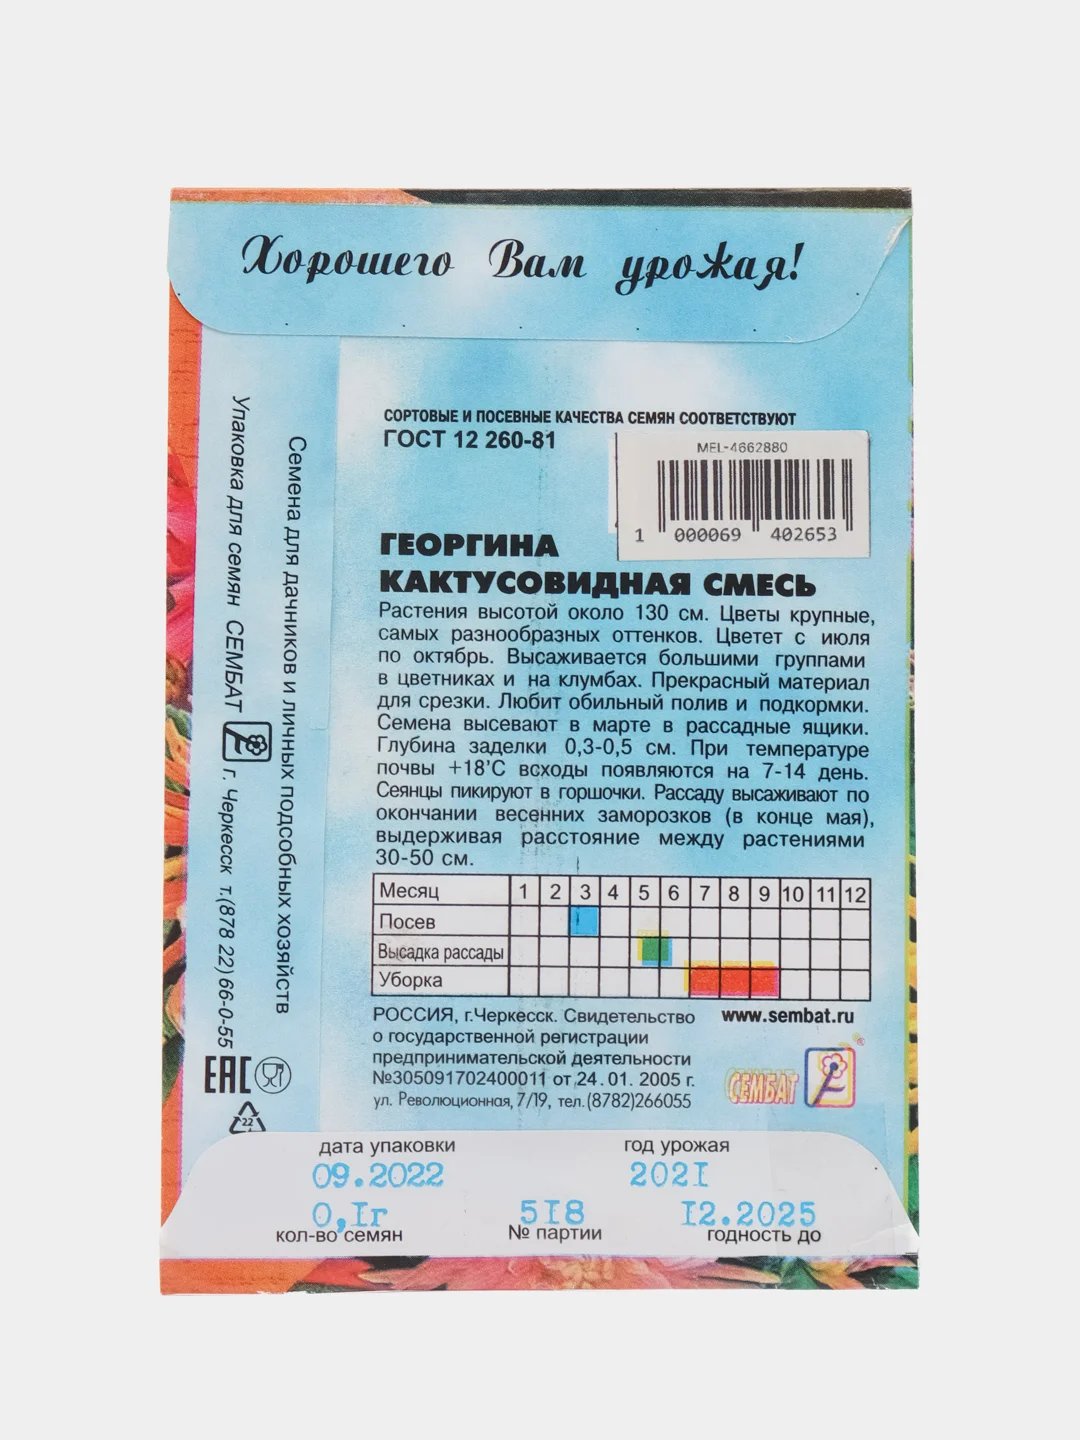 Хорошего Вам урожая!
СОРТОВЫЕ И ПОСЕВНЫЕ КАЧЕСТВА СЕМЯН СООТВЕТСТВУЮТ
ГОСТ 12 260-81
MEL-4662880
1 000069 402653
ГЕОРГИНА
КАКТУСОВИДНАЯ СМЕСЬ
Растения высотой около 130 см. Цветы крупные,
самых разнообразных оттенков. Цветет с июля
по октябрь. Высаживается большими группами
в цветниках и на клумбах. Прекрасный материал
для срезки. Любит обильный полив и подкормки.
Семена высевают в марте в рассадные ящики.
Глубина заделки 0,3-0,5 см. При температуре
почвы +18'С всходы появляются на 7-14 день.
Сеянцы пикируют в горшочки. Рассаду высаживают по
окончании весенних заморозков (в конце мая),
выдерживая расстояние между растениями
30-50 см.
Месяц 1 2 3 4 5 6 7 8 9 10 11 12
Посев
Высадка рассады
Уборка
РОССИЯ, г.Черкесск. Свидетельство
о государственной регистрации
предпринимательской деятельности
№305091702400011 от 24.01.2005 г.
ул. Революционная, 7/19, тел.(8782)266055
www.sembat.ru
СЕМБАТ
®
Семена для дачников и личных подсобных хозяйств
Упаковка для семян СЕМБАТ г. Черкесск т.(878 22) 66-0-55
EAC
22
дата упаковки
09.2022
год урожая
2021
0,1г
кол-во семян
518
№ партии
12.2025
годность до